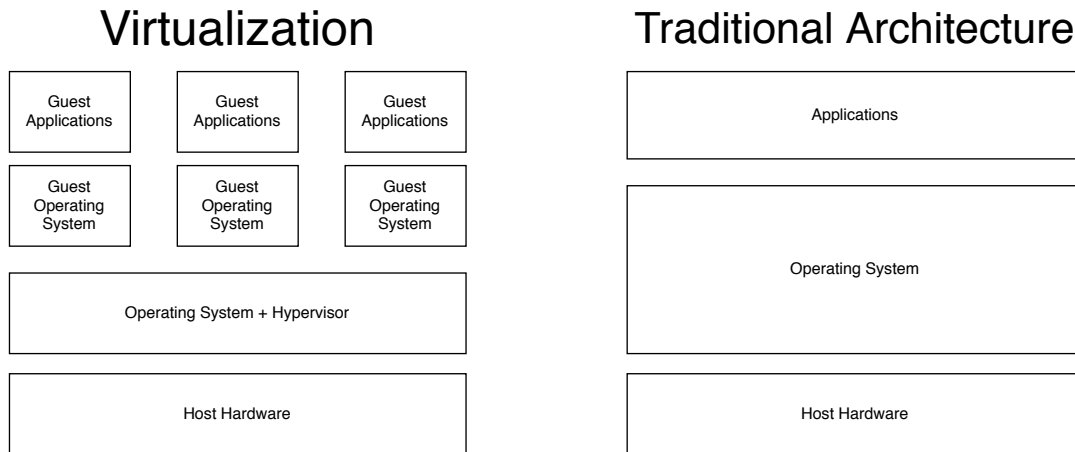 Virtualization
Guest
Applications
Guest
Applications
Guest
Applications
Guest
Operating
System
Guest
Operating
System
Guest
Operating
System
Operating System + Hypervisor
Host Hardware
Traditional Architecture
Applications
Operating System
Host Hardware